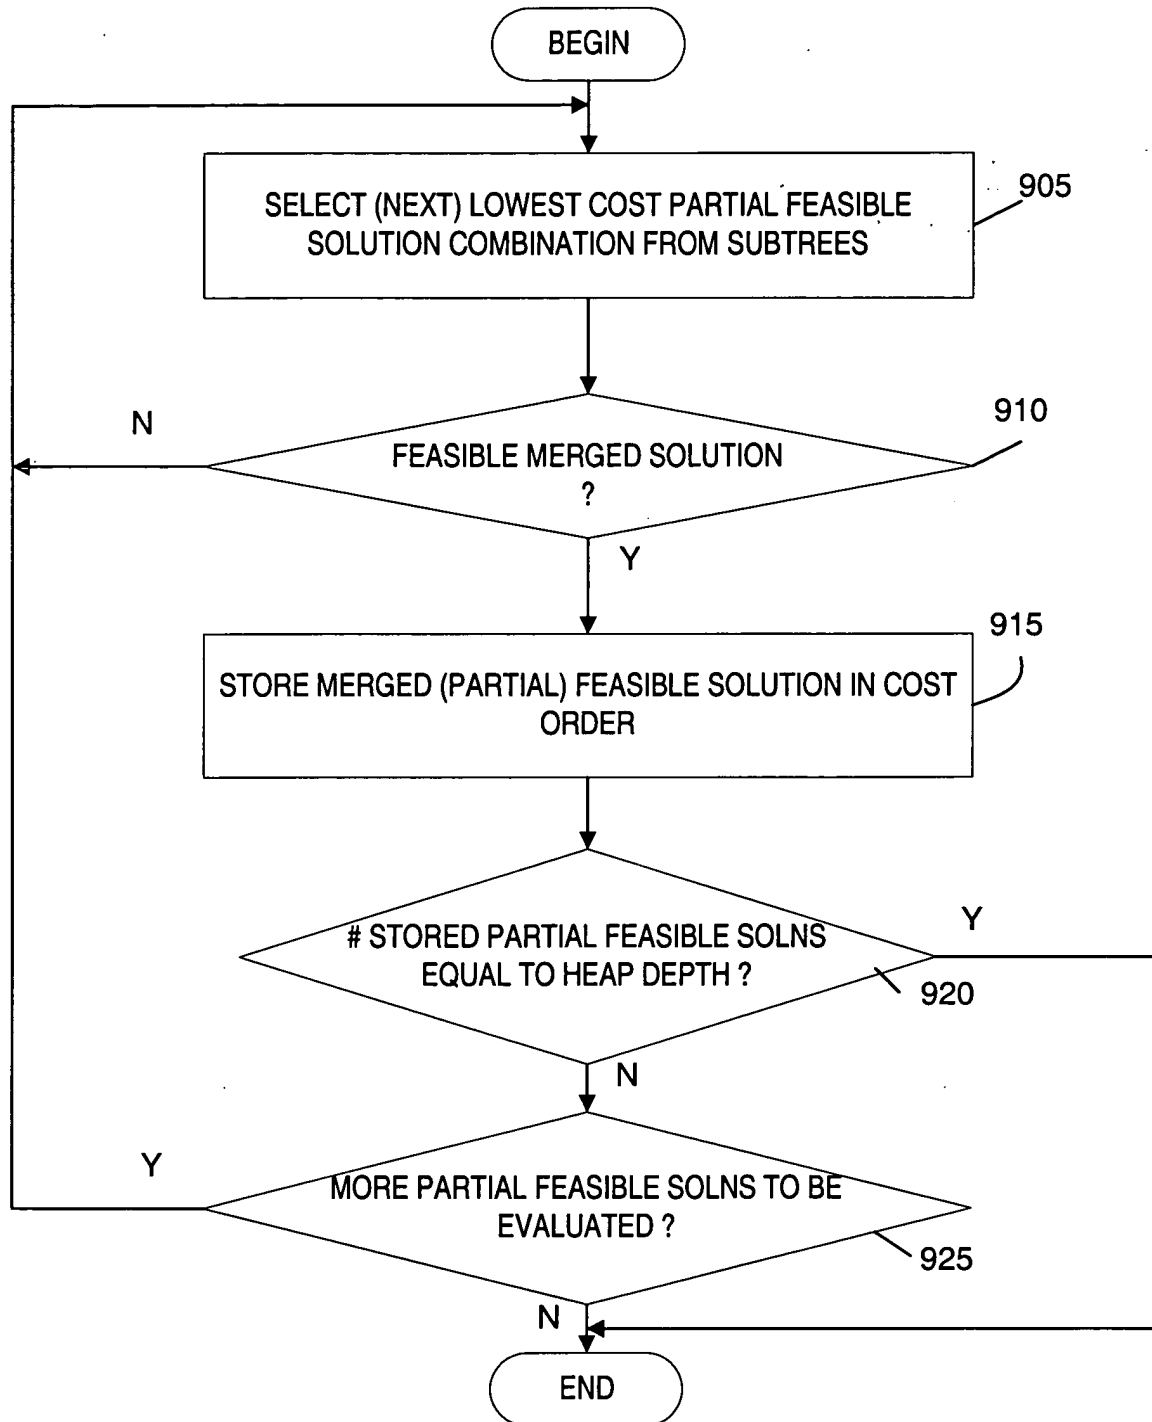 BEGIN
SELECT (NEXT) LOWEST COST PARTIAL FEASIBLE
SOLUTION COMBINATION FROM SUBTREES
905
FEASIBLE MERGED SOLUTION
?
910
N
Y
STORE MERGED (PARTIAL) FEASIBLE SOLUTION IN COST
ORDER
915
# STORED PARTIAL FEASIBLE SOLNS
EQUAL TO HEAP DEPTH ?
920
Y
N
MORE PARTIAL FEASIBLE SOLNS TO BE
EVALUATED ?
925
Y
N
END